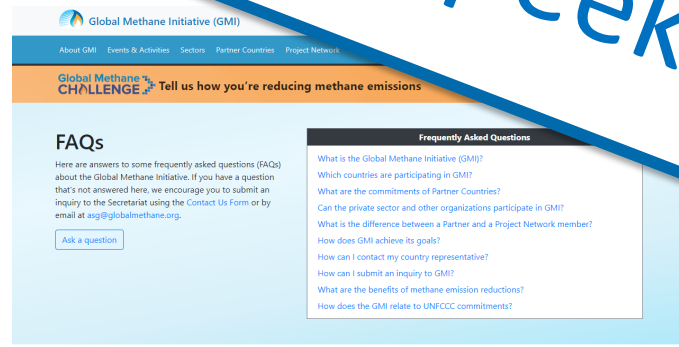 Global Methane Initiative (GMI)
About GMI Events & Activities Sectors Partner Countries Project Network
Global Methane
CHALLENGE Tell us how you're reducing methane emissions
FAQs
Here are answers to some frequently asked questions (FAQs)
about the Global Methane Initiative. If you have a question
that's not answered here, we encourage you to submit an
inquiry to the Secretariat using the Contact Us Form or by
email at asg@globalmethane.org.
Ask a question
Frequently Asked Questions
What is the Global Methane Initiative (GMI)?
Which countries are participating in GMI?
What are the commitments of Partner Countries?
Can the private sector and other organizations participate in GMI?
What is the difference between a Partner and a Project Network member?
How does GMI achieve its goals?
How can I contact my country representative?
How can I submit an inquiry to GMI?
What are the benefits of methane emission reductions?
How does the GMI relate to UNFCCC commitments?